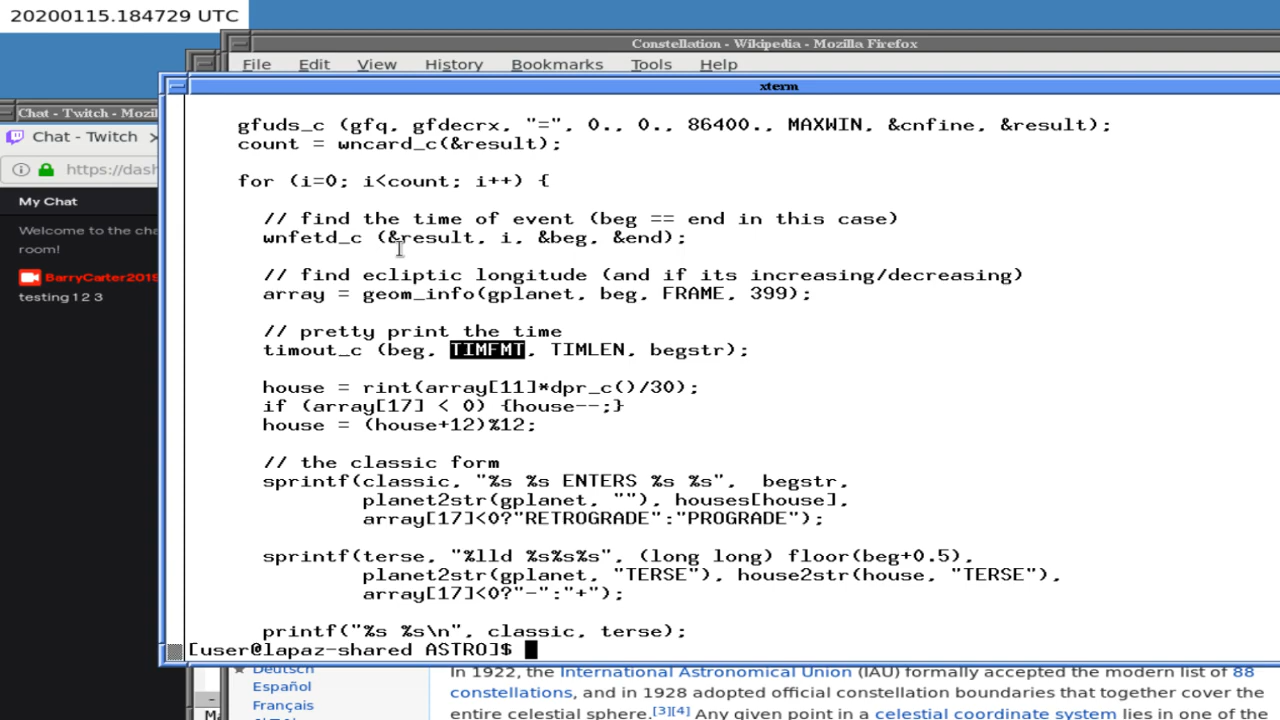 20200115.184729 UTC
Constellation - Wikipedia - Mozilla Firefox
File Edit View History Bookmarks Tools Help
xterm
Chat - Twitch - Mozil
Chat - Twitch
https://dash
My Chat
Welcome to the cha
room!
BarryCarter2018
testing 1 2 3
gfuds_c (gfq, gfdecrx, "=", 0., 0., 86400., MAXWIN, &cnfine, &result);
count = wncard_c(&result);
for (i=0; i<count; i++) {
// find the time of event (beg == end in this case)
wnfetd_c (&result, i, &beg, &end);
// find ecliptic longitude (and if its increasing/decreasing)
array = geom_info(gplanet, beg, FRAME, 399);
// pretty print the time
timout_c (beg, TIMFMT, TIMLEN, begstr);
house = rint(array[11]*dpr_c()/30);
if (array[17] < 0) {house--;}
house = (house+12)%12;
// the classic form
sprintf(classic, "%s %s ENTERS %s %s",  begstr,
planet2str(gplanet, ""), houses[house],
array[17]<0?"RETROGRADE":"PROGRADE");
sprintf(terse, "%lld %s%s%s", (long long) floor(beg+0.5),
planet2str(gplanet, "TERSE"), house2str(house, "TERSE"),
array[17]<0?"-":"+");
printf("%s %s\n", classic, terse);
[user@lapaz-shared ASTRO]$
Deutsch
Español
Français
In 1922, the International Astronomical Union (IAU) formally accepted the modern list of 88
constellations, and in 1928 adopted official constellation boundaries that together cover the
entire celestial sphere.[3][4] Any given point in a celestial coordinate system lies in one of the